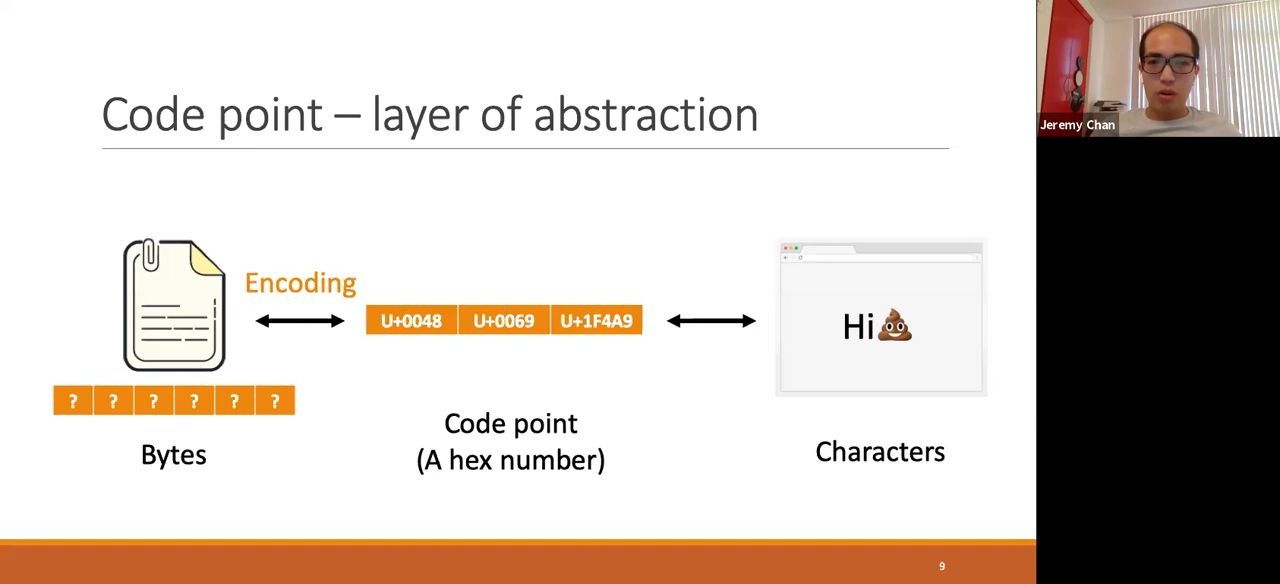 Code point – layer of abstraction
Jeremy Chan
Encoding
U+0048 U+0069 U+1F4A9
Hi💩
? ? ? ? ? ?
Bytes
Code point
(A hex number)
Characters
9